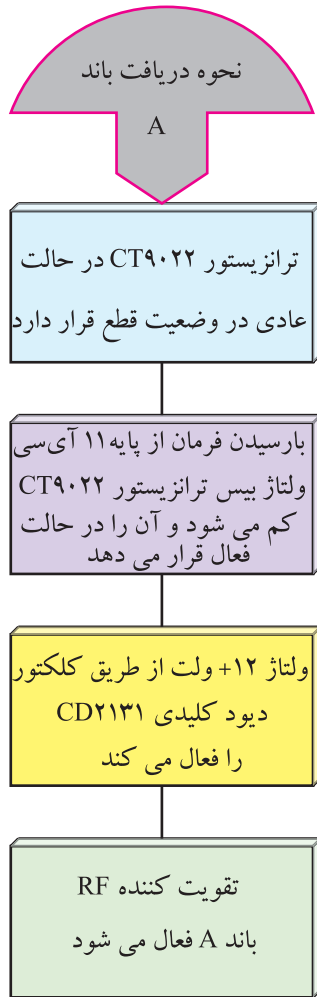 نحوه دریافت باند
A
ترانزیستور CT۹۰۲۲ در حالت
عادی در وضعیت قطع قرار دارد
بارسیدن فرمان از پایه۱۱ آی‌سی
ولتاژ بیس ترانزیستور CT۹۰۲۲
کم می شود و آن را در حالت
فعال قرار می دهد
ولتاژ ۱۲+ ولت از طریق کلکتور
دیود کلیدی CD۲۱۳۱
را فعال می کند
تقویت کننده RF
باند A فعال می شود